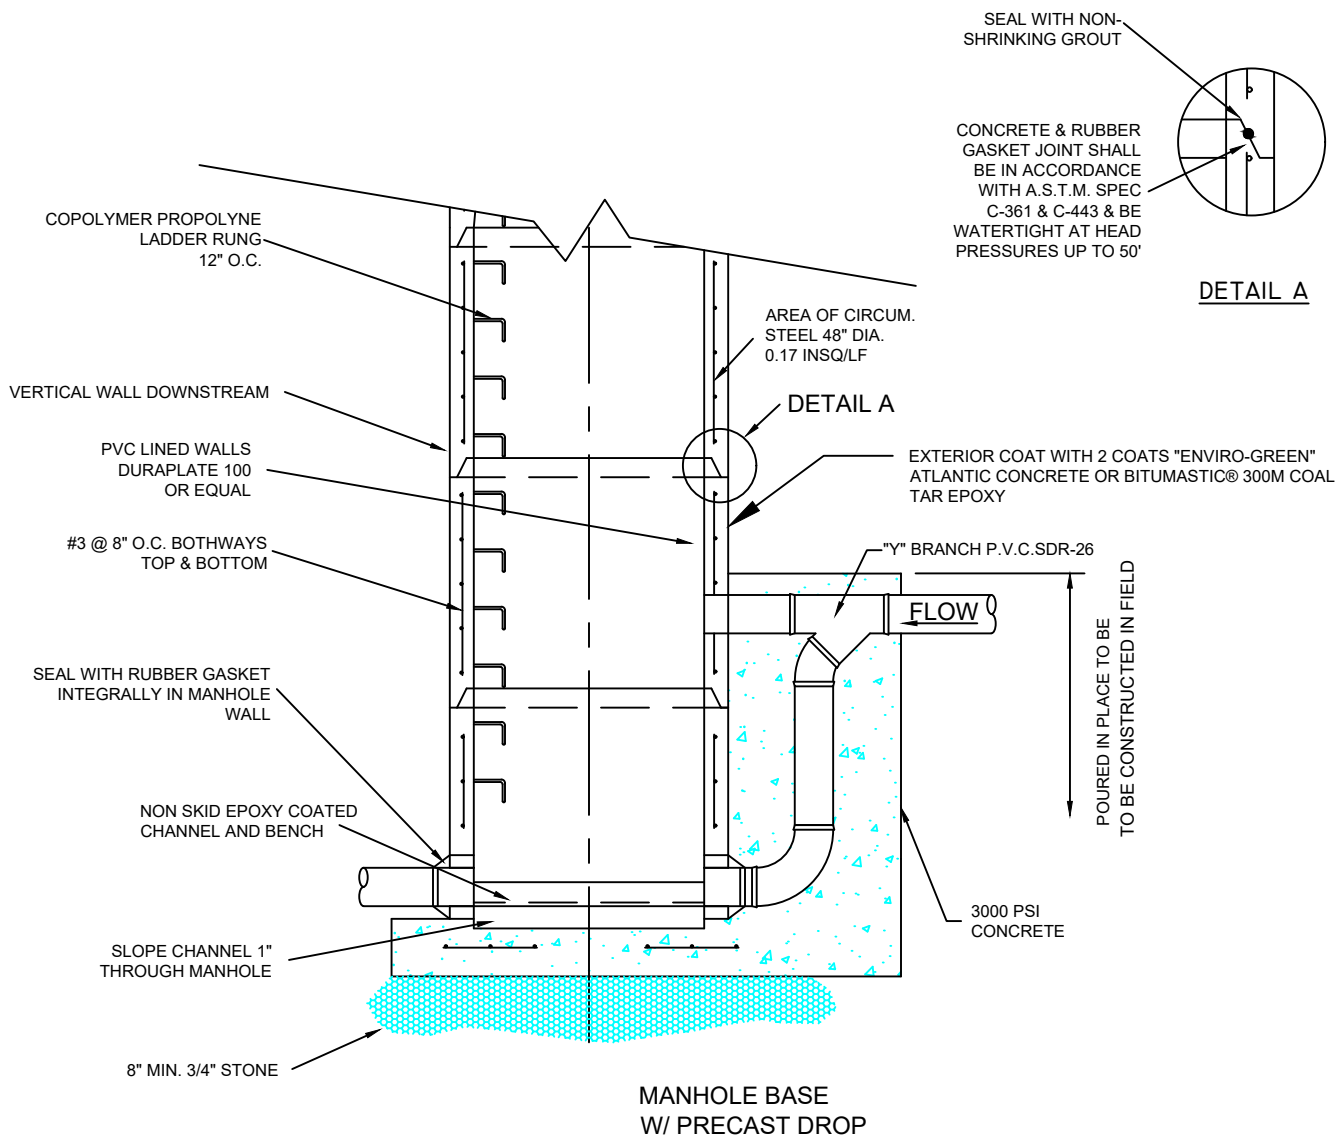 SEAL WITH NON-
SHRINKING GROUT
CONCRETE & RUBBER
GASKET JOINT SHALL
BE IN ACCORDANCE
WITH A.S.T.M. SPEC
C-361 & C-443 & BE
WATERTIGHT AT HEAD
PRESSURES UP TO 50'
DETAIL A
COPOLYMER PROPOLYNE
LADDER RUNG
12" O.C.
AREA OF CIRCUM.
STEEL 48" DIA.
0.17 INSQ/LF
VERTICAL WALL DOWNSTREAM
DETAIL A
PVC LINED WALLS
DURAPLATE 100
OR EQUAL
EXTERIOR COAT WITH 2 COATS "ENVIRO-GREEN"
ATLANTIC CONCRETE OR BITUMASTIC® 300M COAL
TAR EPOXY
#3 @ 8" O.C. BOTHWAYS
TOP & BOTTOM
"Y" BRANCH P.V.C.SDR-26
FLOW
POURED IN PLACE TO BE
TO BE CONSTRUCTED IN FIELD
SEAL WITH RUBBER GASKET
INTEGRALLY IN MANHOLE
WALL
NON SKID EPOXY COATED
CHANNEL AND BENCH
3000 PSI
CONCRETE
SLOPE CHANNEL 1"
THROUGH MANHOLE
8" MIN. 3/4" STONE
MANHOLE BASE
W/ PRECAST DROP